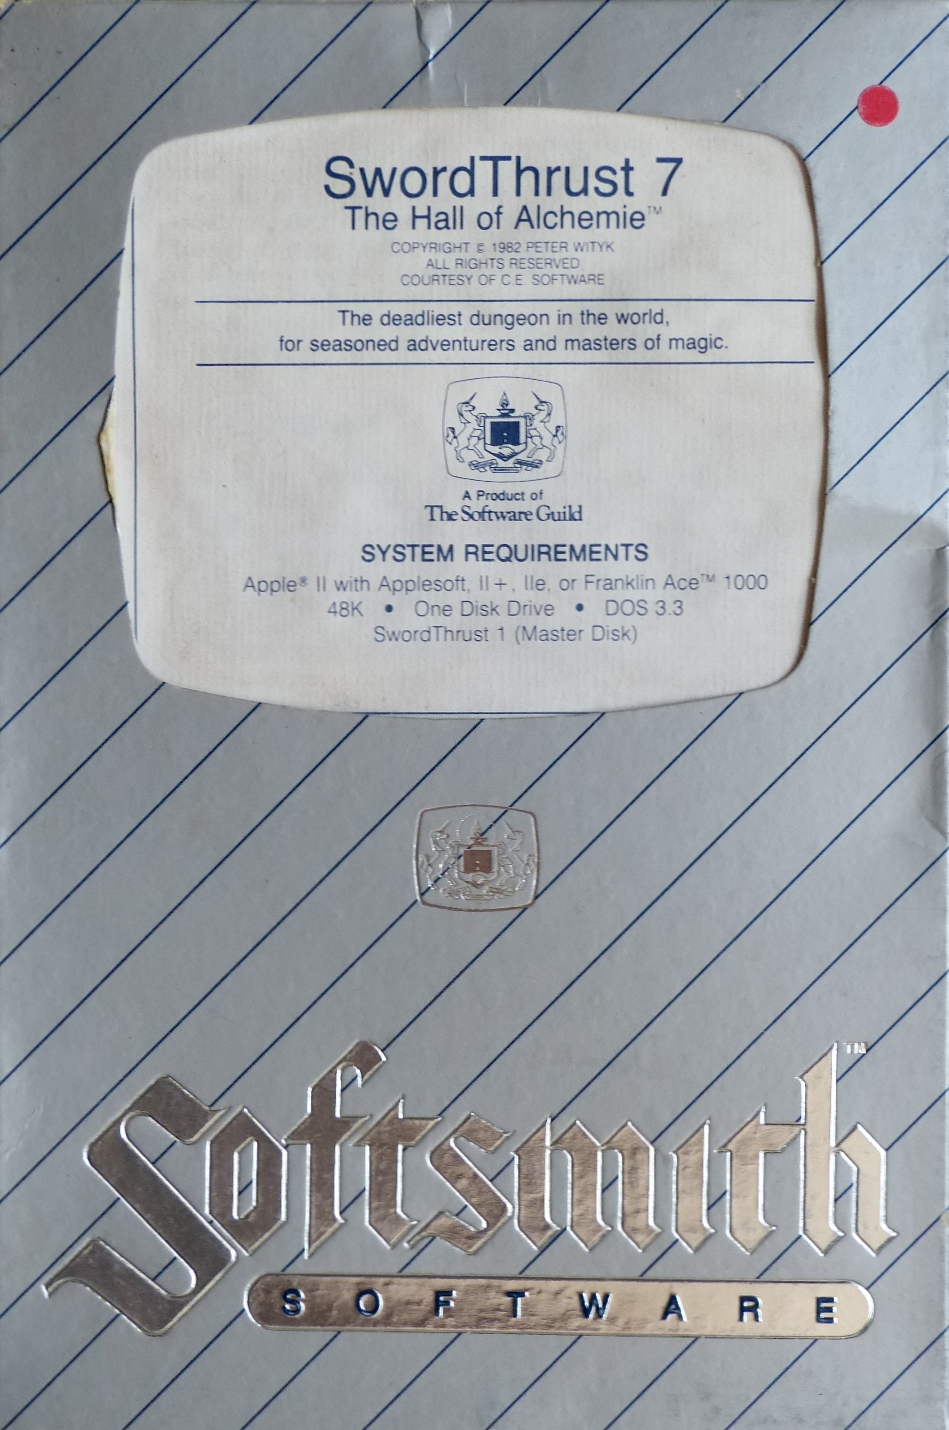 SwordThrust 7
The Hall of Alchemie™
COPYRIGHT © 1982 PETER WITYK
ALL RIGHTS RESERVED
COURTESY OF C.E. SOFTWARE
The deadliest dungeon in the world,
for seasoned adventurers and masters of magic.
A Product of
The Software Guild
SYSTEM REQUIREMENTS
Apple® II with Applesoft, II+, IIe, or Franklin Ace™ 1000
48K • One Disk Drive • DOS 3.3
SwordThrust 1 (Master Disk)
Softsmith™
SOFTWARE